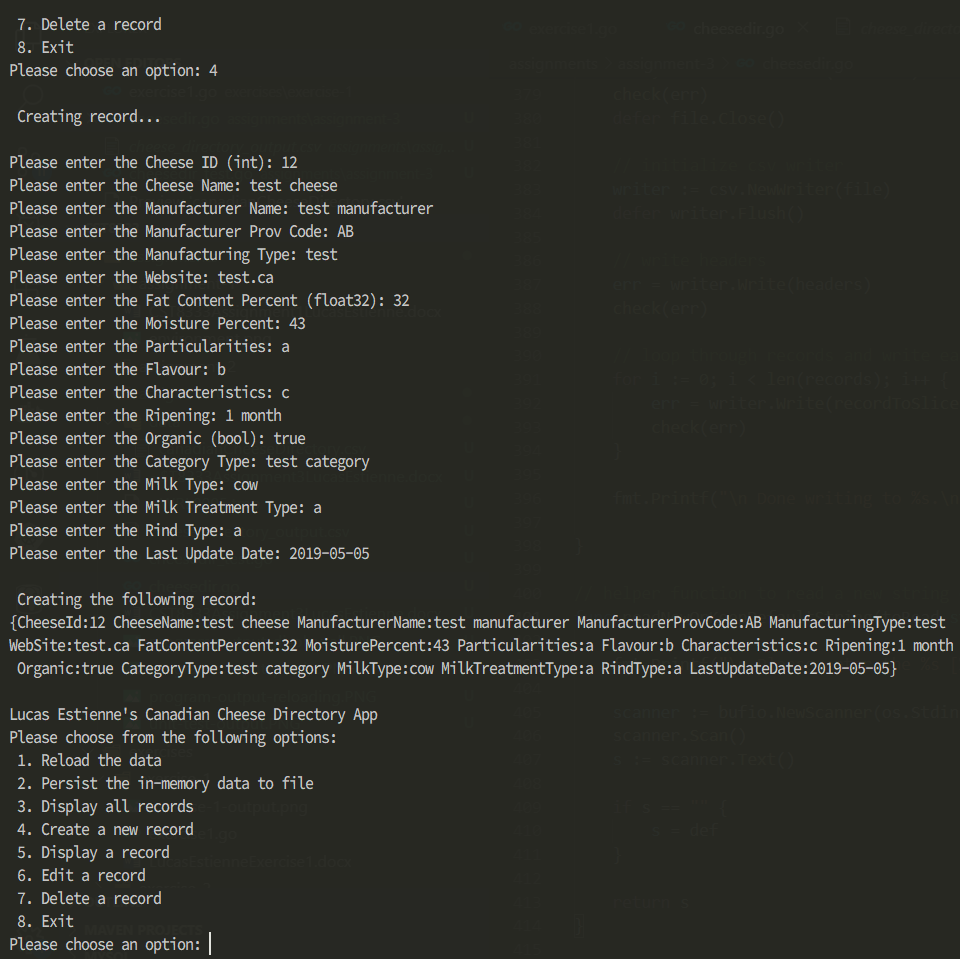 7. Delete a record
8. Exit
Please choose an option: 4
Creating record...
Please enter the Cheese ID (int): 12
Please enter the Cheese Name: test cheese
Please enter the Manufacturer Name: test manufacturer
Please enter the Manufacturer Prov Code: AB
Please enter the Manufacturing Type: test
Please enter the Website: test.ca
Please enter the Fat Content Percent (float32): 32
Please enter the Moisture Percent: 43
Please enter the Particularities: a
Please enter the Flavour: b
Please enter the Characteristics: c
Please enter the Ripening: 1 month
Please enter the Organic (bool): true
Please enter the Category Type: test category
Please enter the Milk Type: cow
Please enter the Milk Treatment Type: a
Please enter the Rind Type: a
Please enter the Last Update Date: 2019-05-05
Creating the following record:
{CheeseId:12 CheeseName:test cheese ManufacturerName:test manufacturer ManufacturerProvCode:AB ManufacturingType:test
WebSite:test.ca FatContentPercent:32 MoisturePercent:43 Particularities:a Flavour:b Characteristics:c Ripening:1 month
Organic:true CategoryType:test category MilkType:cow MilkTreatmentType:a RindType:a LastUpdateDate:2019-05-05}
Lucas Estienne's Canadian Cheese Directory App
Please choose from the following options:
1. Reload the data
2. Persist the in-memory data to file
3. Display all records
4. Create a new record
5. Display a record
6. Edit a record
7. Delete a record
8. Exit
Please choose an option: